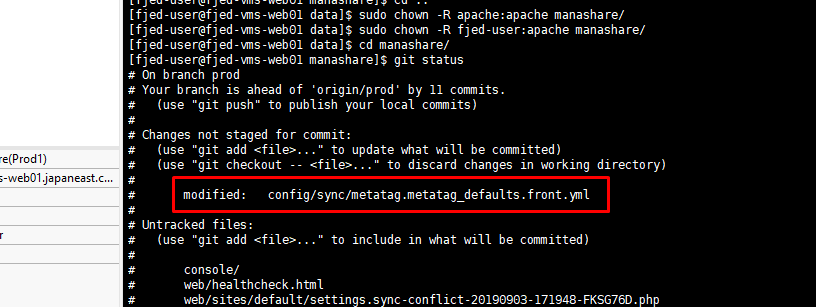 [fjed-user@fjed-vms-web01 data]$ cd ..
[fjed-user@fjed-vms-web01 data]$ sudo chown -R apache:apache manashare/
[fjed-user@fjed-vms-web01 data]$ sudo chown -R fjed-user:apache manashare/
[fjed-user@fjed-vms-web01 data]$ cd manashare/
[fjed-user@fjed-vms-web01 manashare]$ git status
# On branch prod
# Your branch is ahead of 'origin/prod' by 11 commits.
#   (use "git push" to publish your local commits)
#
# Changes not staged for commit:
#   (use "git add <file>..." to update what will be committed)
#   (use "git checkout -- <file>..." to discard changes in working directory)
#
#       modified:   config/sync/metatag.metatag_defaults.front.yml
#
# Untracked files:
#   (use "git add <file>..." to include in what will be committed)
#
#       console/
#       web/healthcheck.html
#       web/sites/default/settings.sync-conflict-20190903-171948-FKSG76D.php
re(Prod1)
s-web01.japaneast.c...
r